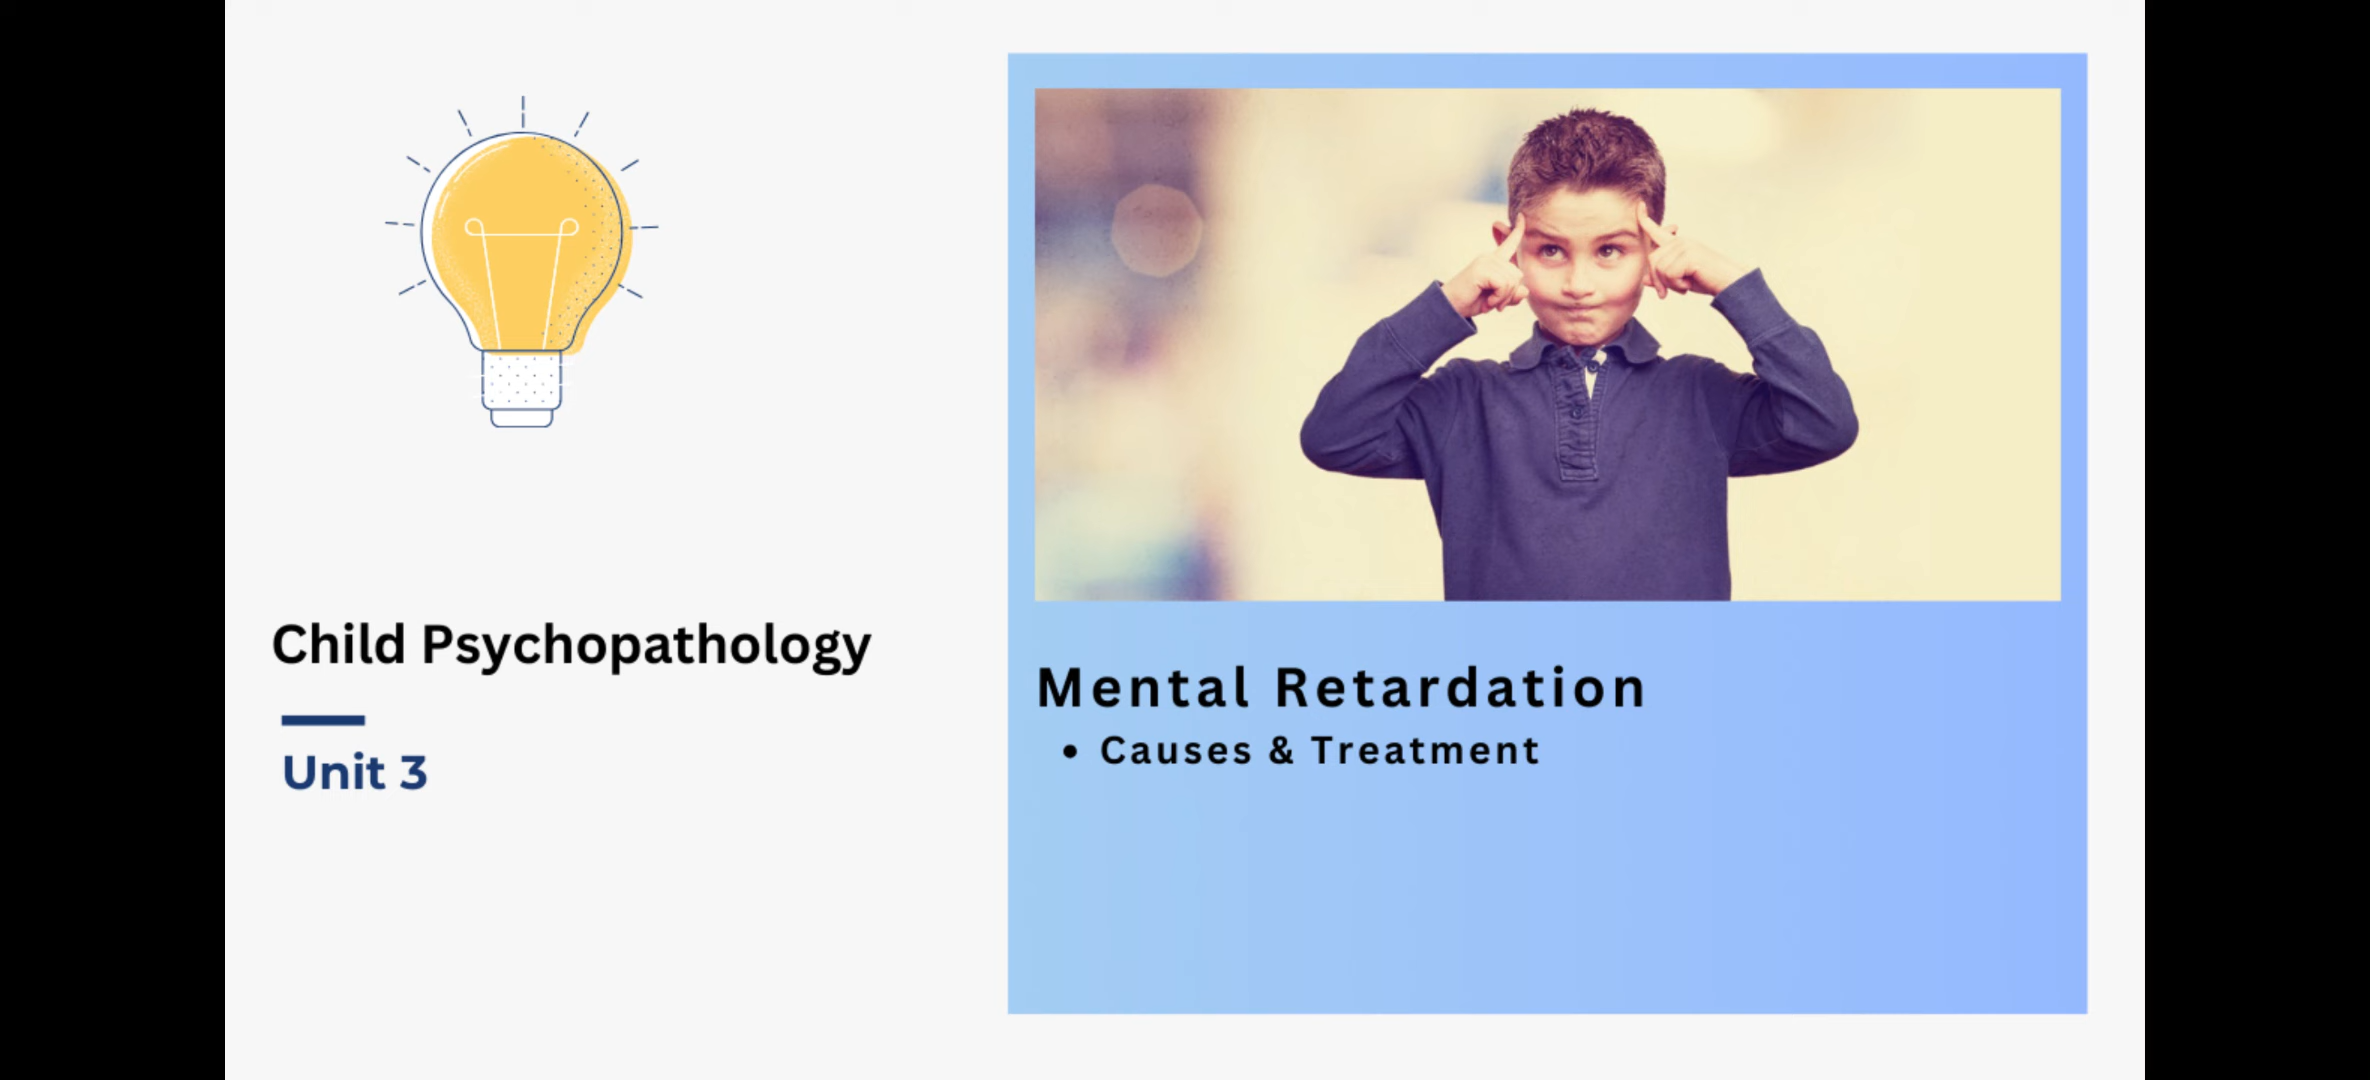 Child Psychopathology
Unit 3
Mental Retardation
• Causes & Treatment